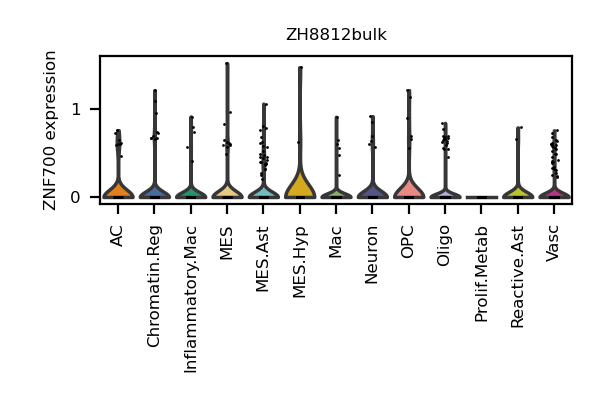 ZH8812bulk
ZNF700 expression
1
0
AC
Chromatin.Reg
Inflammatory.Mac
MES
MES.Ast
MES.Hyp
Mac
Neuron
OPC
Oligo
Prolif.Metab
Reactive.Ast
Vasc